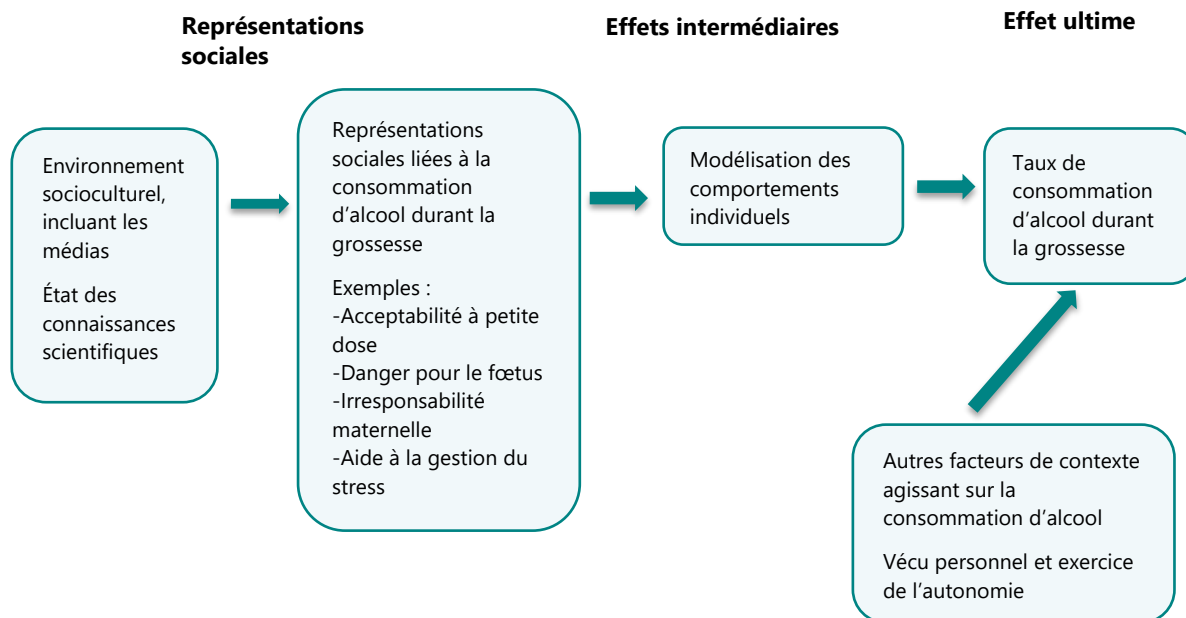 Représentations
sociales
Effets intermédiaires
Effet ultime
Environnement
socioculturel,
incluant les
médias
État des
connaissances
scientifiques
Représentations
sociales liées à la
consommation
d'alcool durant la
grossesse
Exemples :
-Acceptabilité à petite
dose
-Danger pour le fœtus
-Irresponsabilité
maternelle
-Aide à la gestion du
stress
Modélisation des
comportements
individuels
Taux de
consommation
d'alcool durant
la grossesse
Autres facteurs de contexte
agissant sur la
consommation d'alcool
Vécu personnel et exercice
de l'autonomie